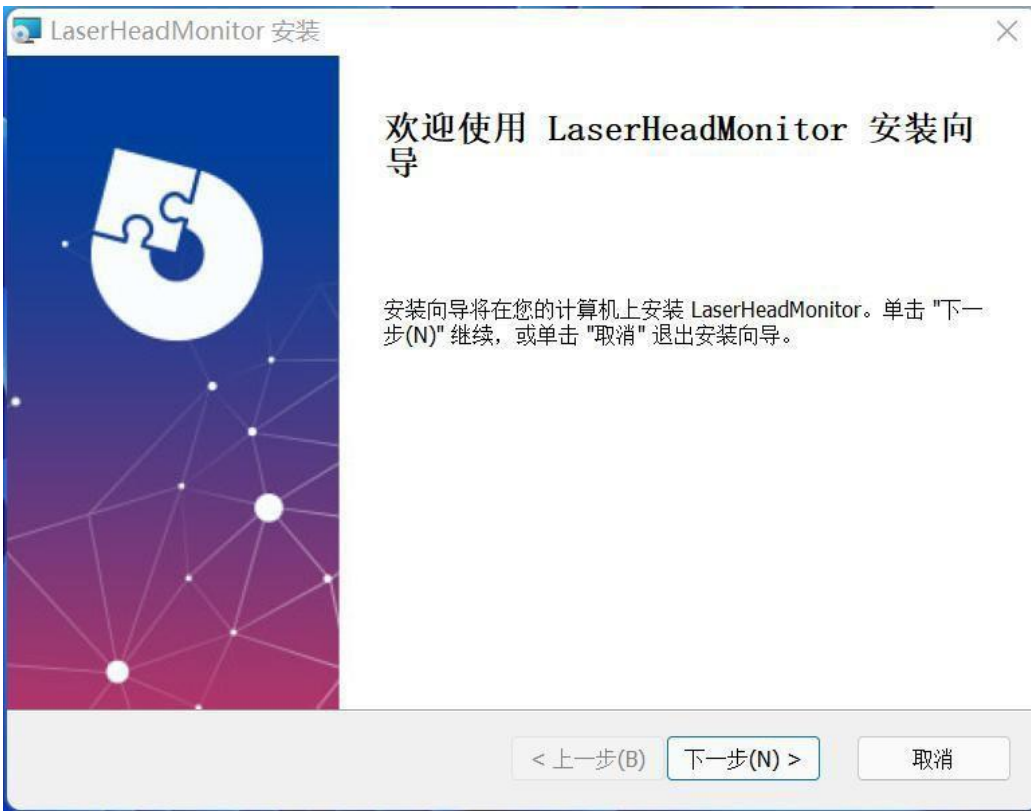 LaserHeadMonitor 安装
欢迎使用 LaserHeadMonitor 安装向
导
安装向导将在您的计算机上安装 LaserHeadMonitor。单击 "下一
步(N)" 继续，或单击 "取消" 退出安装向导。
< 上一步(B) 下一步(N) > 取消